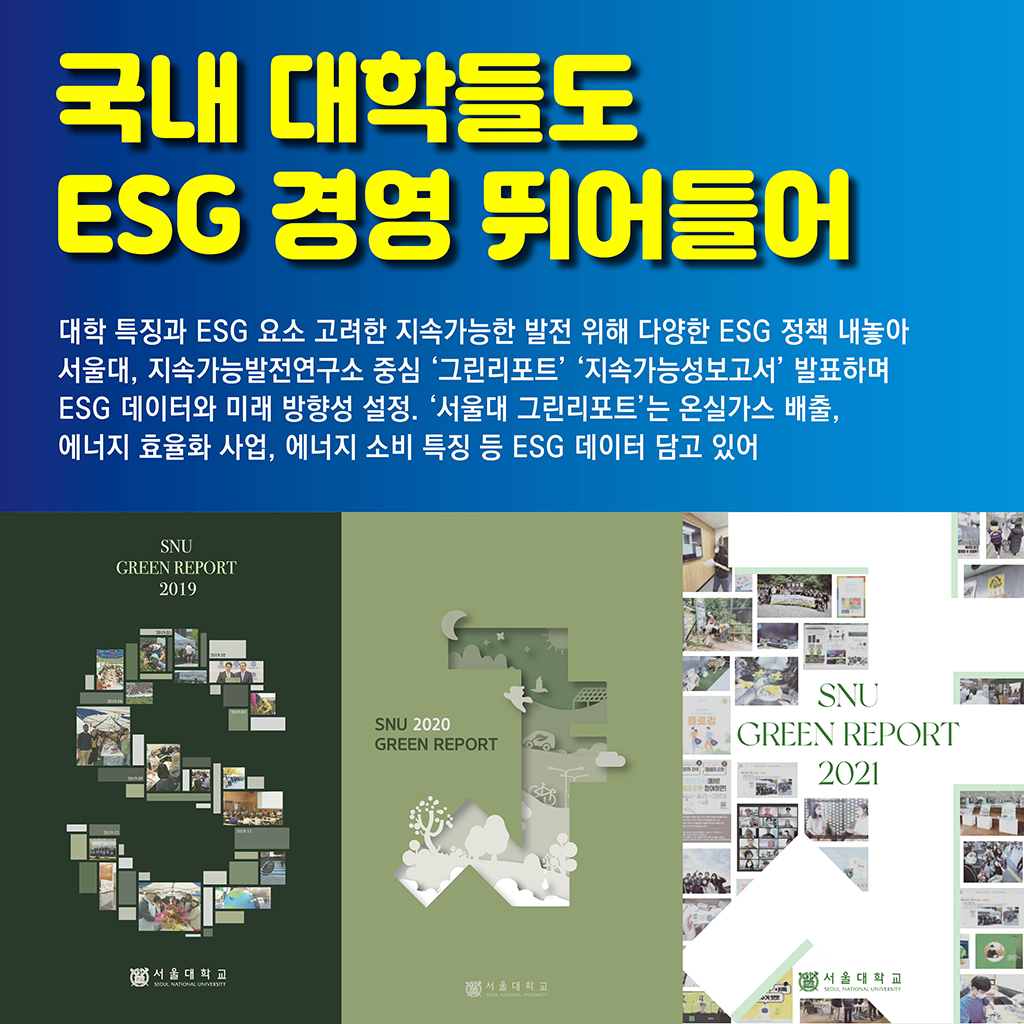 국내 대학들도
ESG 경영 뛰어들어
대학 특징과 ESG 요소 고려한 지속가능한 발전 위해 다양한 ESG 정책 내놓아
서울대, 지속가능발전연구소 중심 ‘그린리포트’ ‘지속가능성보고서’ 발표하며
ESG 데이터와 미래 방향성 설정. ‘서울대 그린리포트’는 온실가스 배출,
에너지 효율화 사업, 에너지 소비 특징 등 ESG 데이터 담고 있어
SNU
GREEN REPORT
2019
서울대학교
SEOUL NATIONAL UNIVERSITY
SNU 2020
GREEN REPORT
서울대학교
SEOUL NATIONAL UNIVERSITY
플로깅
SNU
GREEN REPORT
2021
서울대학교
SEOUL NATIONAL UNIVERSITY